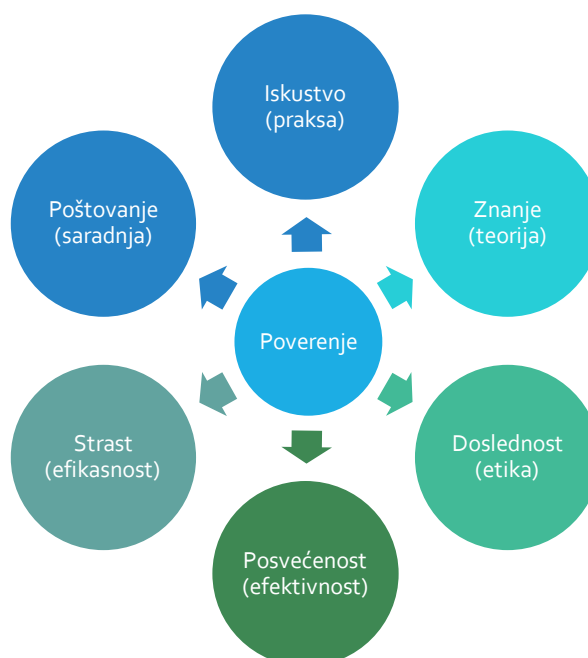 Iskustvo
(praksa)
Poštovanje
(saradnja)
Znanje
(teorija)
Poverenje
Strast
(efikasnost)
Doslednost
(etika)
Posvećenost
(efektivnost)